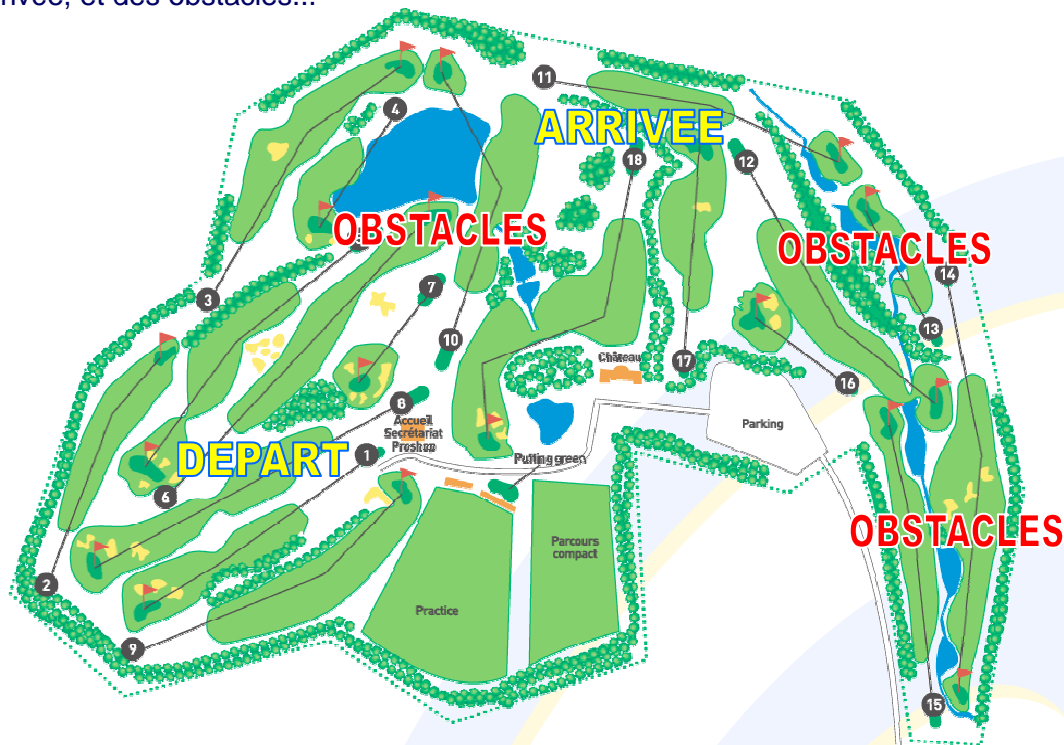 rivée, et des obstacles...
11
4
ARRIVEE
18
12
OBSTACLES
OBSTACLES
14
7
3
13
10
Château
17
16
8
Accueil
Secrétariat
Proshop
Parking
DEPART
1
Putting green
6
OBSTACLES
Parcours
compact
2
Practice
9
15